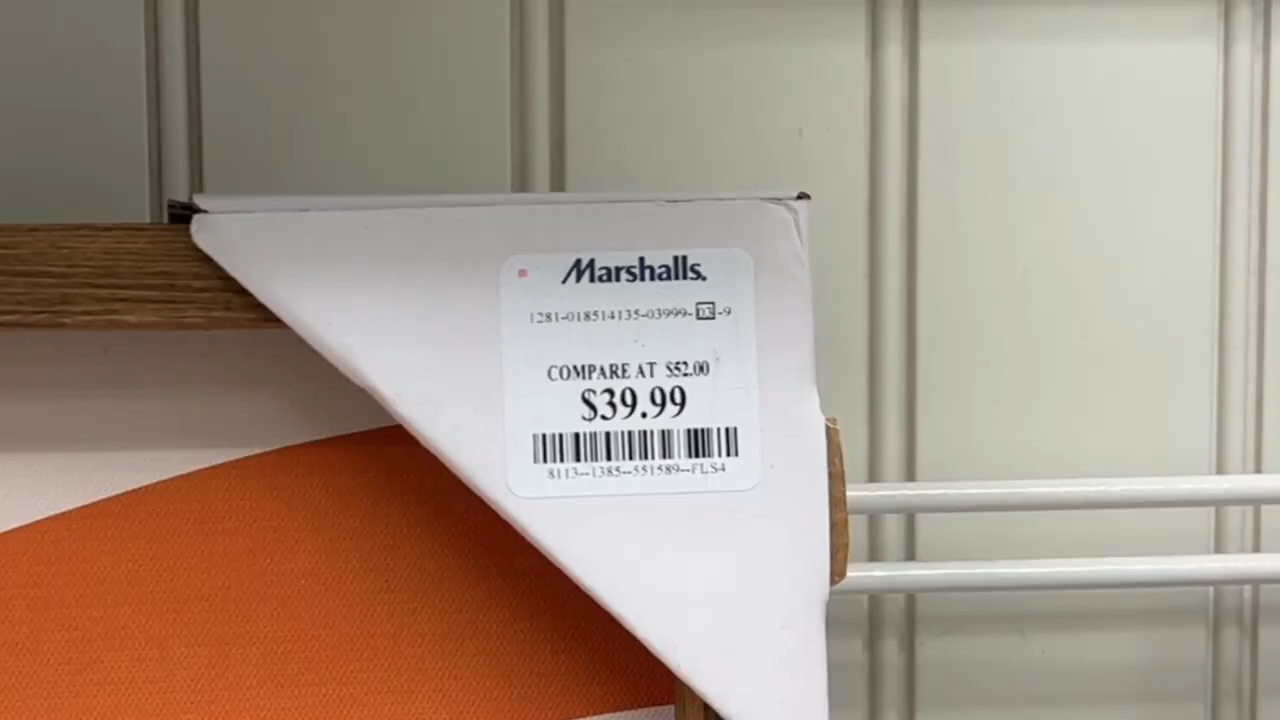 Marshalls.
1281-018514135-03999-03-9
COMPARE AT $52.00
$39.99
8113--1385--551589--FLS4